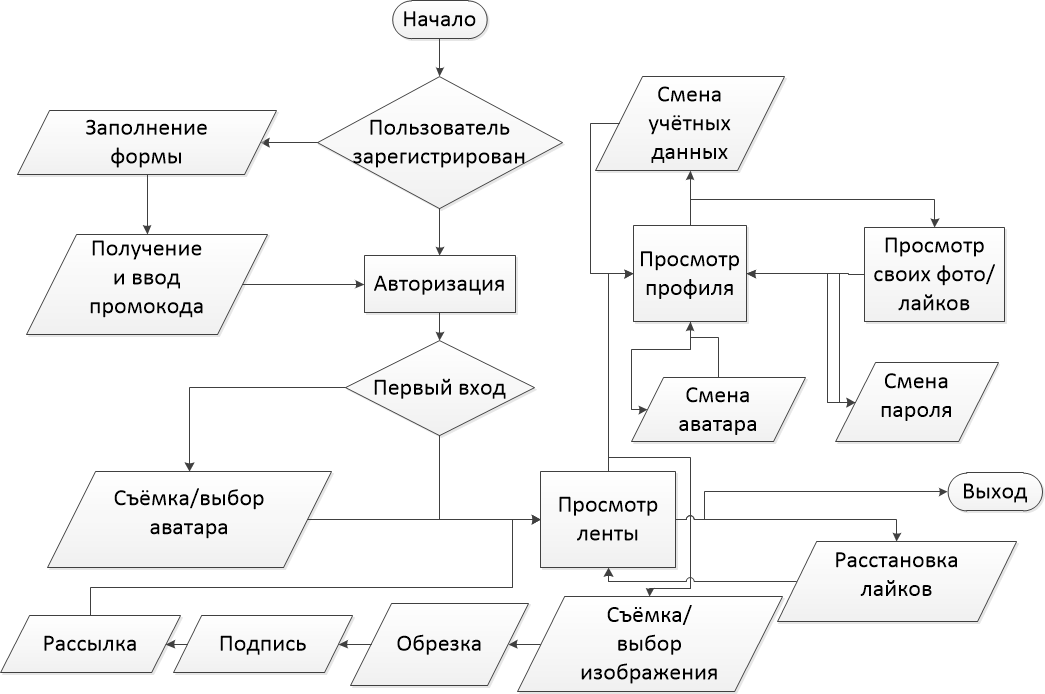 Начало
Пользователь
зарегистрирован
Заполнение
формы
Получение
и ввод
промокода
Авторизация
Первый вход
Съёмка/выбор
аватара
Смена
учётных
данных
Просмотр
профиля
Просмотр
своих фото/
лайков
Смена
аватара
Смена
пароля
Просмотр
ленты
Выход
Расстановка
лайков
Съёмка/
выбор
изображения
Обрезка
Подпись
Рассылка